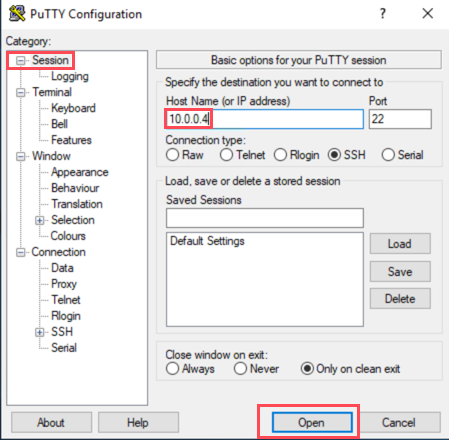 PuTTY Configuration
? ×
Category:
Session
Logging
Terminal
Keyboard
Bell
Features
Window
Appearance
Behaviour
Translation
Selection
Colours
Connection
Data
Proxy
Telnet
Rlogin
SSH
Serial
Basic options for your PuTTY session
Specify the destination you want to connect to
Host Name (or IP address) Port
10.0.0.4 22
Connection type:
Raw Telnet Rlogin SSH Serial
Load, save or delete a stored session
Saved Sessions
Default Settings
Load
Save
Delete
Close window on exit:
Always Never Only on clean exit
About Help Open Cancel